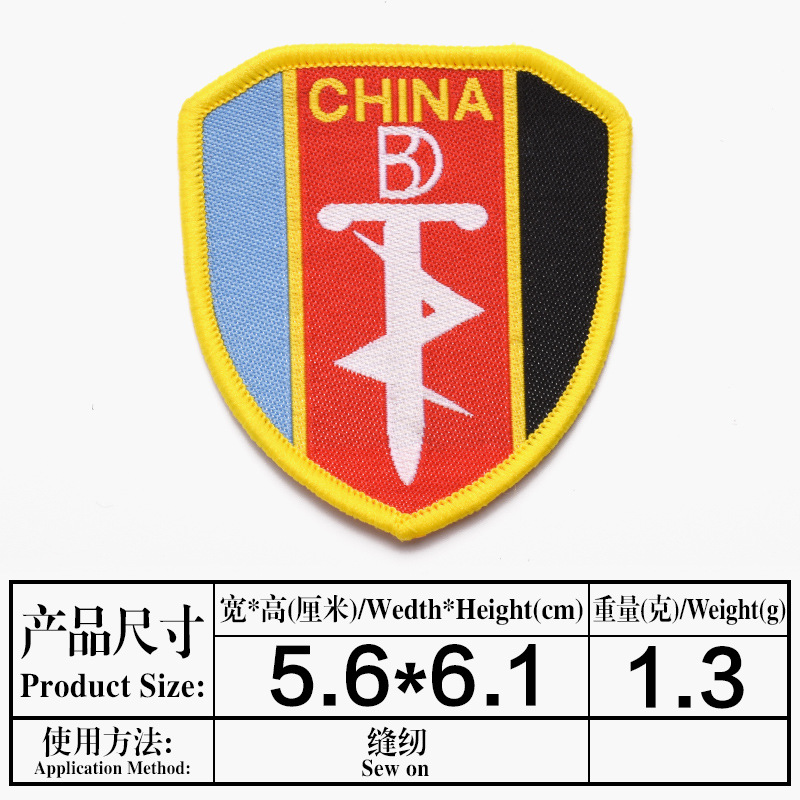 CHINA
BD
产品尺寸
Product Size:
宽*高(厘米)/Wedth*Height(cm)
重量(克)/Weight(g)
5.6*6.1
1.3
使用方法:
Application Method:
缝纫
Sew on